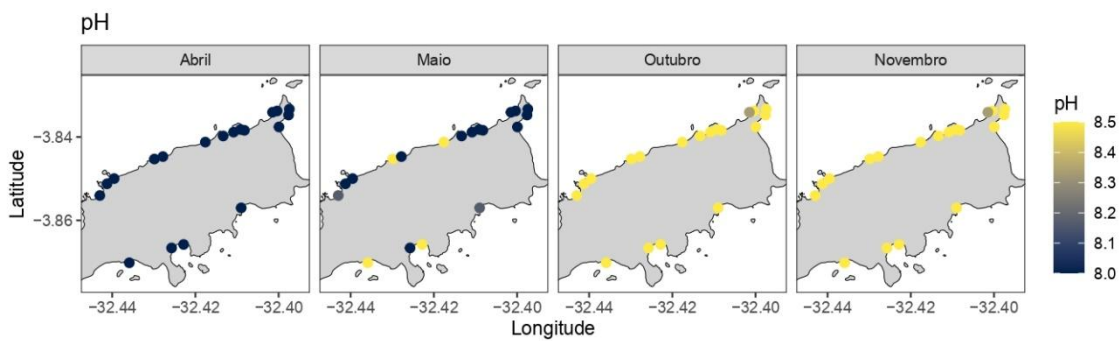 pH
Abril Maio Outubro Novembro
Latitude
−3.84
−3.86
−32.44 −32.42 −32.40 −32.44 −32.42 −32.40 −32.44 −32.42 −32.40 −32.44 −32.42 −32.40
Longitude
pH
8.5
8.4
8.3
8.2
8.1
8.0